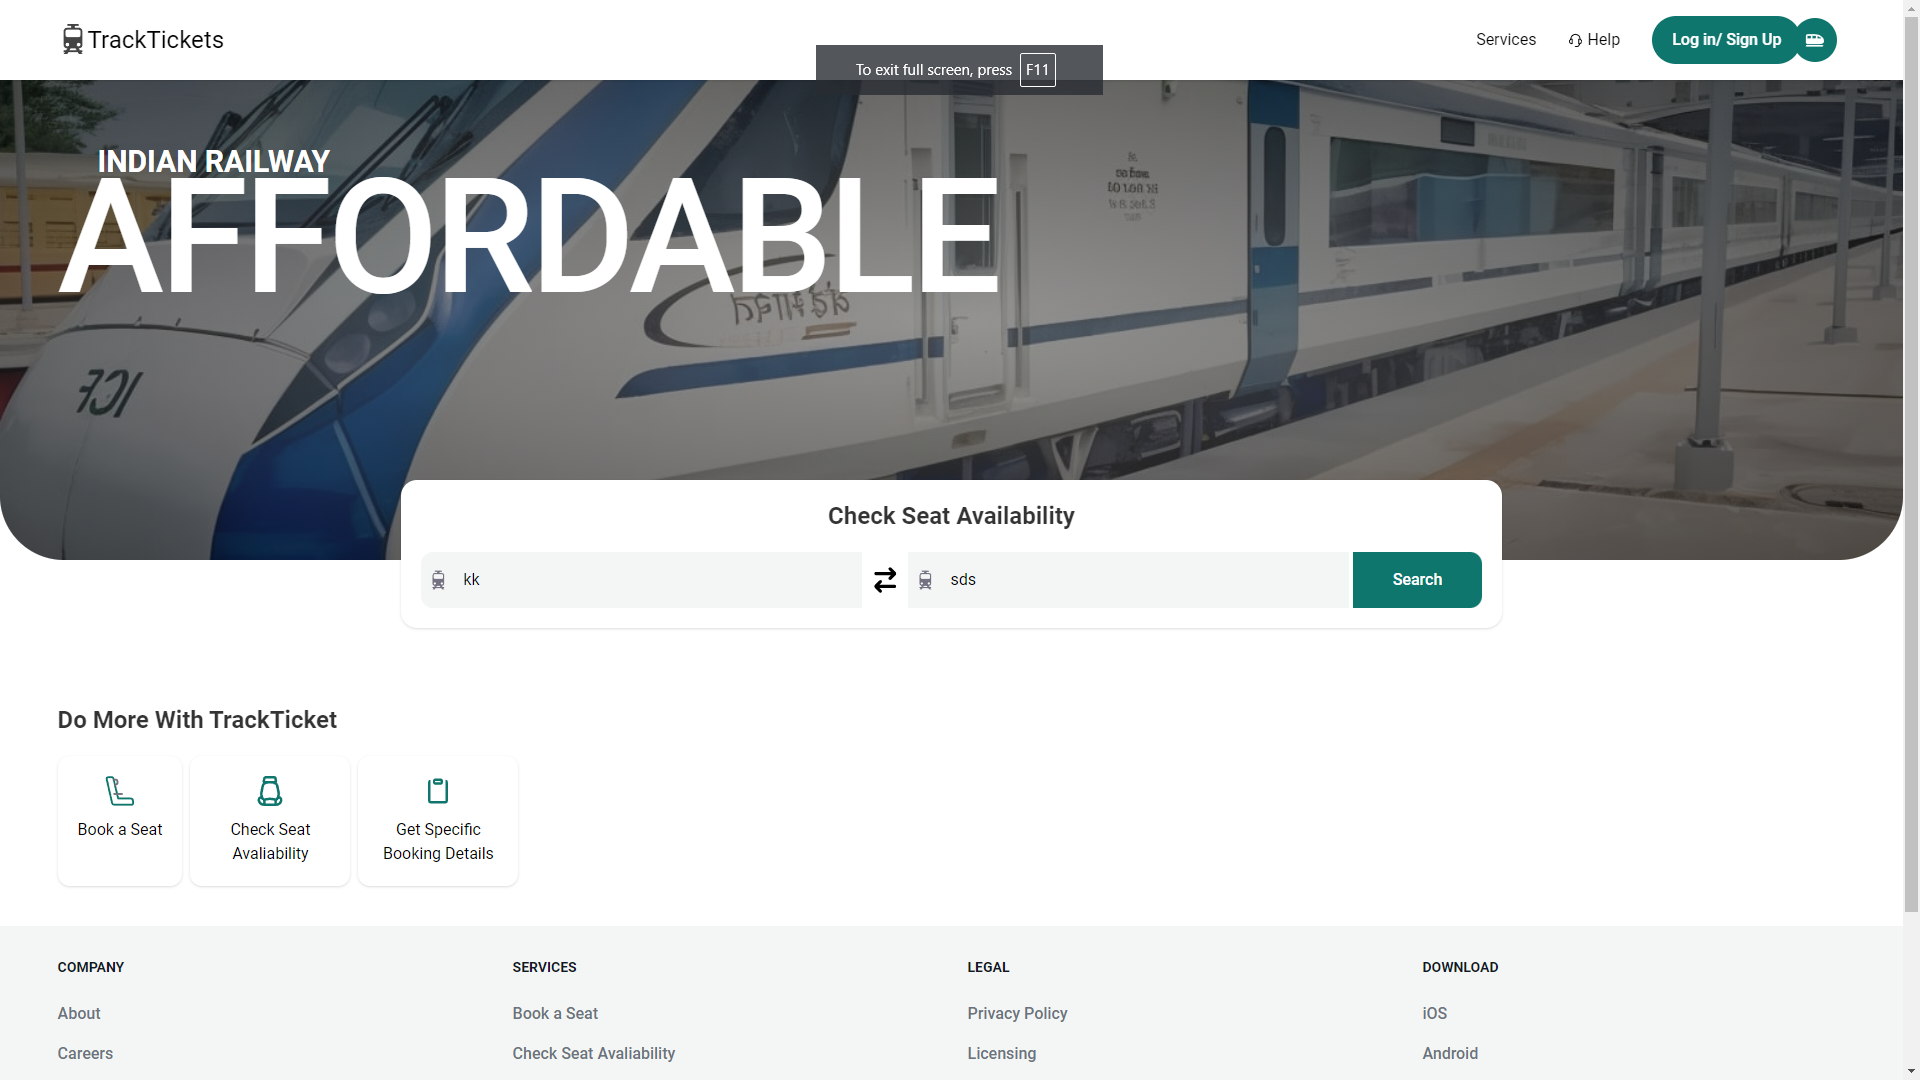 TrackTickets
Services
Help
Log in/ Sign Up
To exit full screen, press F11
INDIAN RAILWAY
AFFORDABLE
Check Seat Availability
kk
sds
Search
Do More With TrackTicket
Book a Seat
Check Seat
Avaliability
Get Specific
Booking Details
COMPANY
About
Careers
SERVICES
Book a Seat
Check Seat Avaliability
LEGAL
Privacy Policy
Licensing
DOWNLOAD
iOS
Android